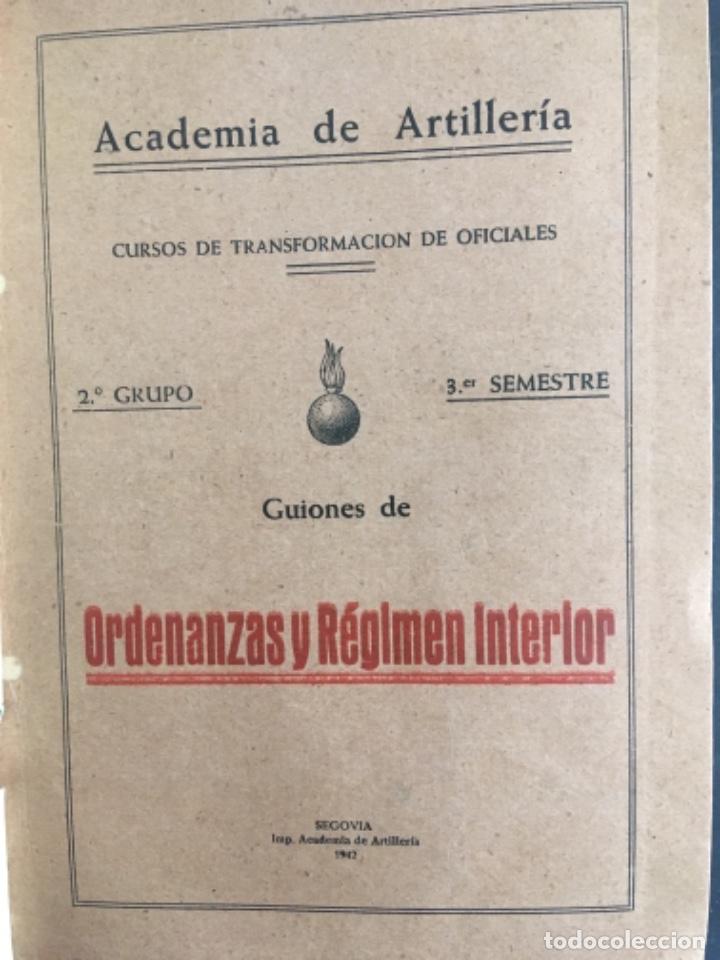 Academia de Artillería
CURSOS DE TRANSFORMACION DE OFICIALES
2.º GRUPO
3.er SEMESTRE
Guiones de
Ordenanzas y Régimen Interior
SEGOVIA
Imp. Academia de Artillería
1942
todocoleccion